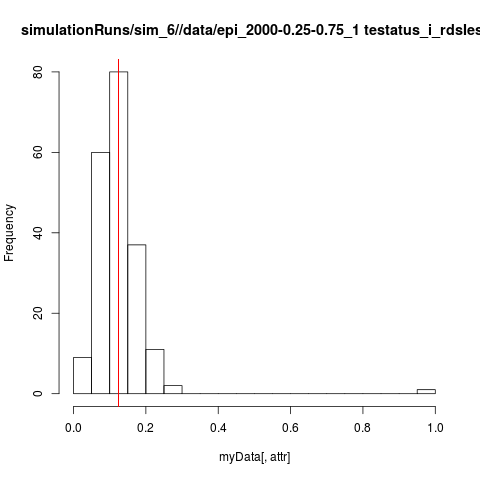 simulationRuns/sim_6//data/epi_2000-0.25-0.75_1 testatus_i_rdsles
80
60
40
20
0
Frequency
0.0 0.2 0.4 0.6 0.8 1.0
myData[, attr]